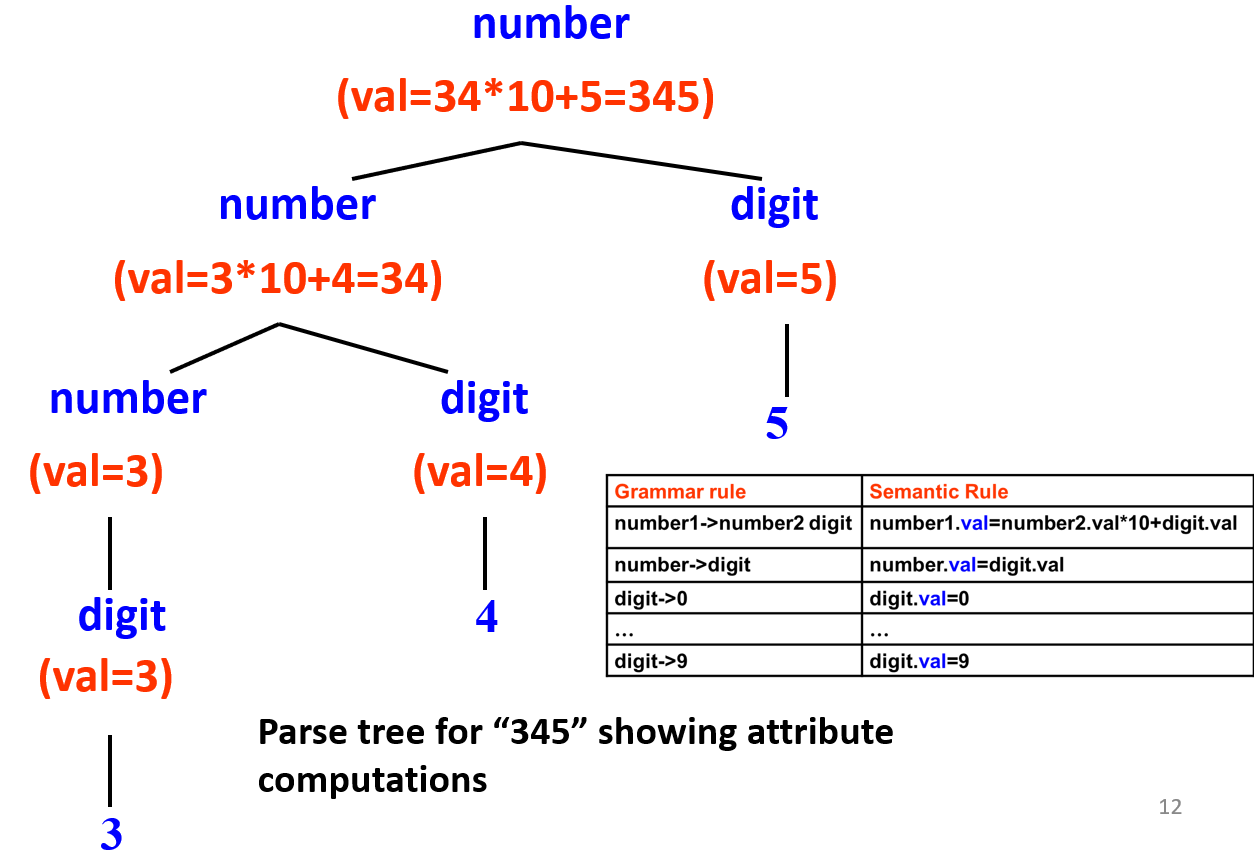 number
(val=34*10+5=345)
number digit
(val=3*10+4=34) (val=5)
number digit 5
(val=3) (val=4)
digit 4
(val=3)
3
Grammar rule Semantic Rule
number1->number2 digit number1.val=number2.val*10+digit.val
number->digit number.val=digit.val
digit->0 digit.val=0
… …
digit->9 digit.val=9
Parse tree for “345” showing attribute
computations
12